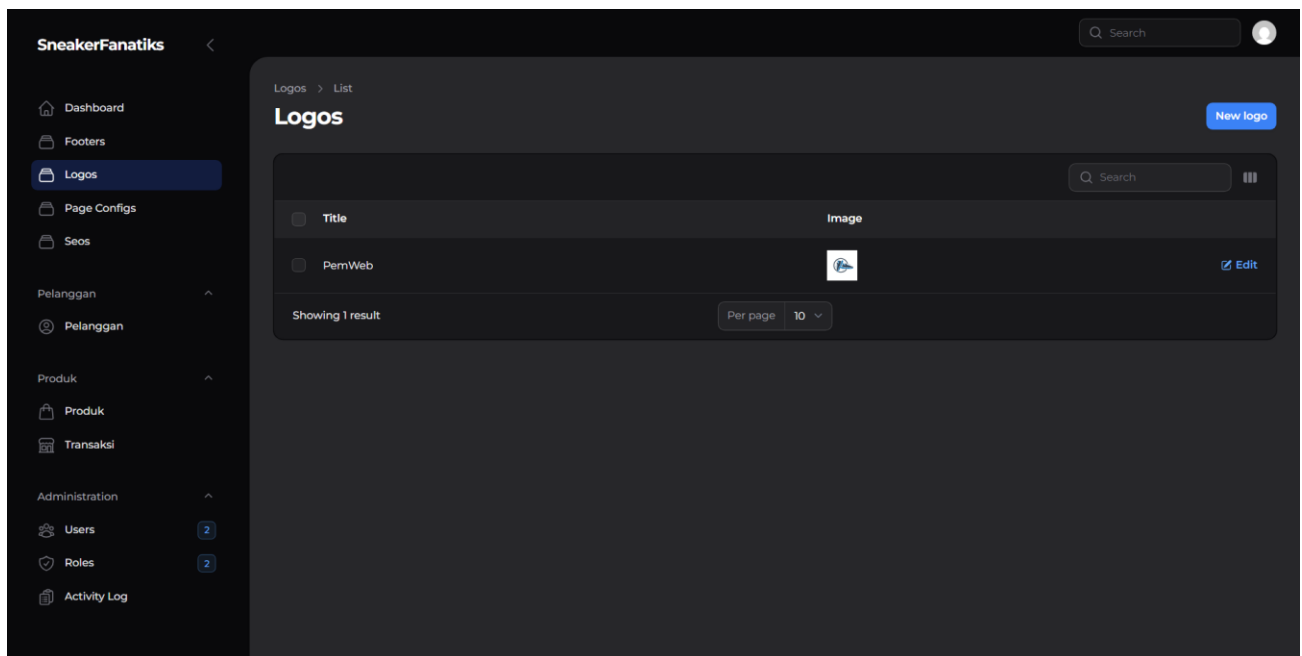 SneakerFanatiks
Search
Dashboard
Footers
Logos
Page Configs
Seos
Pelanggan
Pelanggan
Produk
Produk
Transaksi
Administration
Users 2
Roles 2
Activity Log
Logos > List
Logos
New logo
Search
Title Image
PemWeb Edit
Showing 1 result Per page 10